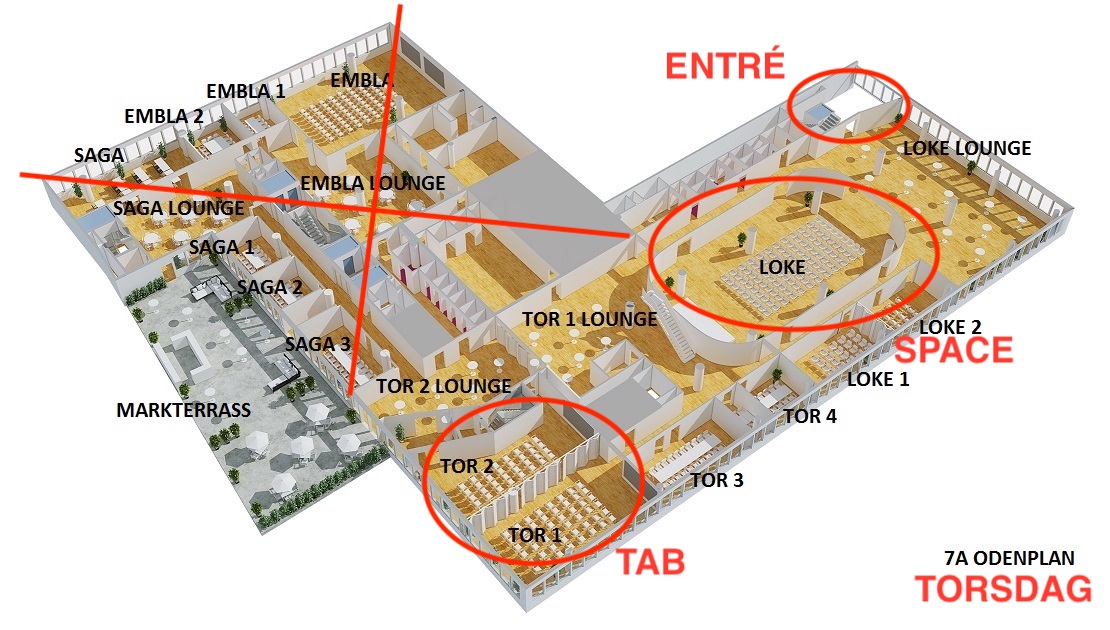 ENTRÉ
EMBLA
EMBLA 1
EMBLA 2
SAGA
LOKE LOUNGE
EMBLA LOUNGE
SAGA LOUNGE
SAGA 1
LOKE
SAGA 2
TOR 1 LOUNGE
LOKE 2
SAGA 3
SPACE
LOKE 1
TOR 2 LOUNGE
MARKTERRASS
TOR 4
TOR 2
TOR 3
TOR 1
TAB
7A ODENPLAN
TORSDAG